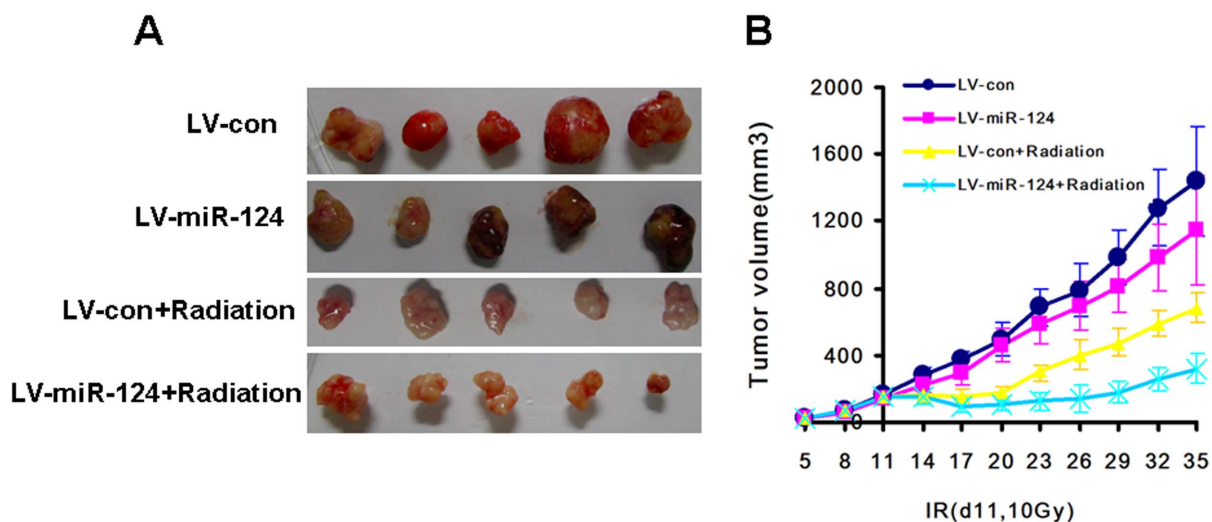 A
LV-con
LV-miR-124
LV-con+Radiation
LV-miR-124+Radiation
B
Tumor volume(mm3)
2000
1600
1200
800
400
0
LV-con
LV-miR-124
LV-con+Radiation
LV-miR-124+Radiation
5 8 11 14 17 20 23 26 29 32 35
IR(d11,10Gy)